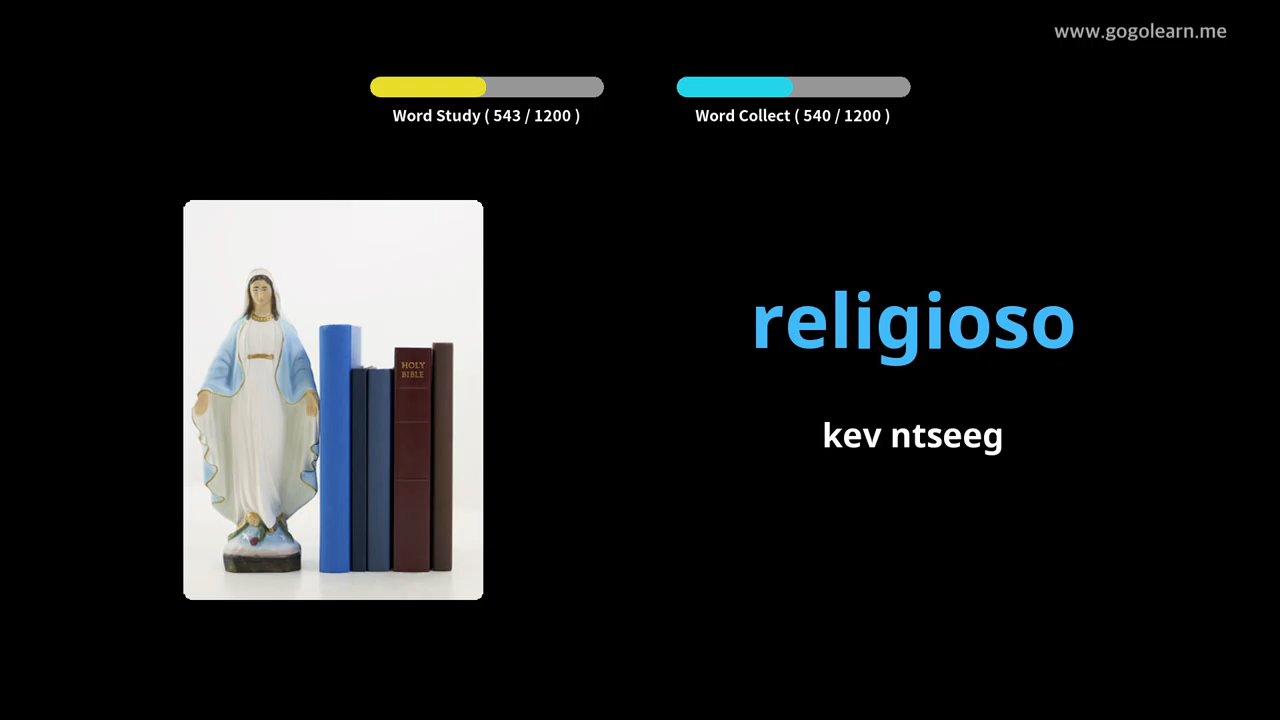 www.gogolearn.me
Word Study ( 543 / 1200 )
Word Collect ( 540 / 1200 )
HOLY
BIBLE
religioso
kev ntseeg